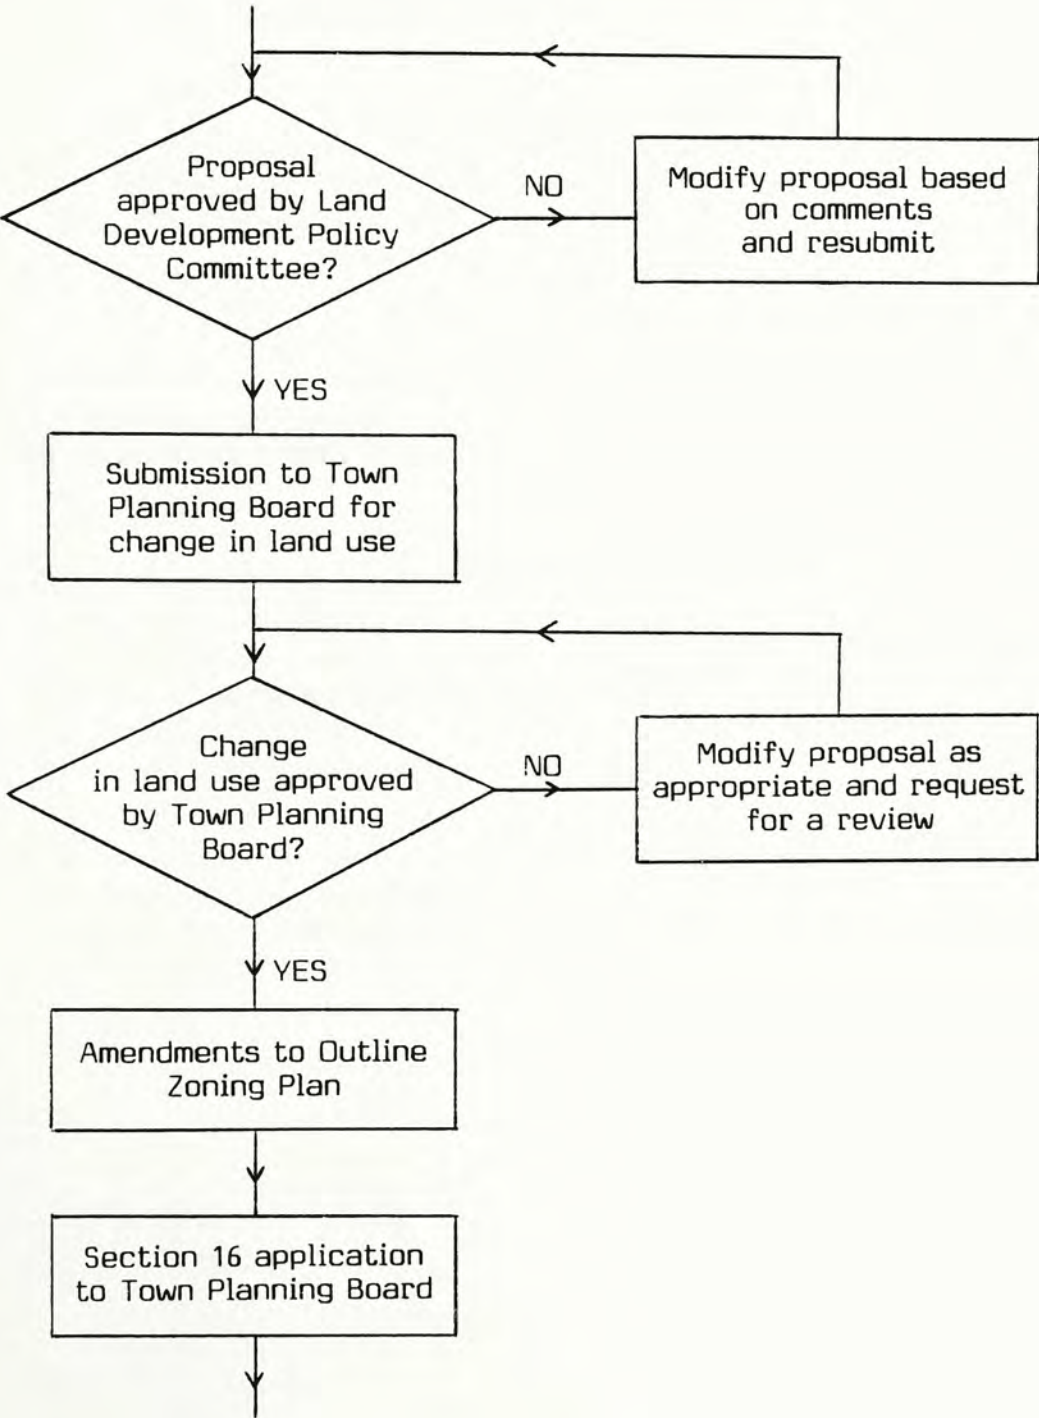 Proposal
approved by Land
Development Policy
Committee?
NO
Modify proposal based
on comments
and resubmit
YES
Submission to Town
Planning Board for
change in land use
Change
in land use approved
by Town Planning
Board?
NO
Modify proposal as
appropriate and request
for a review
YES
Amendments to Outline
Zoning Plan
Section 16 application
to Town Planning Board